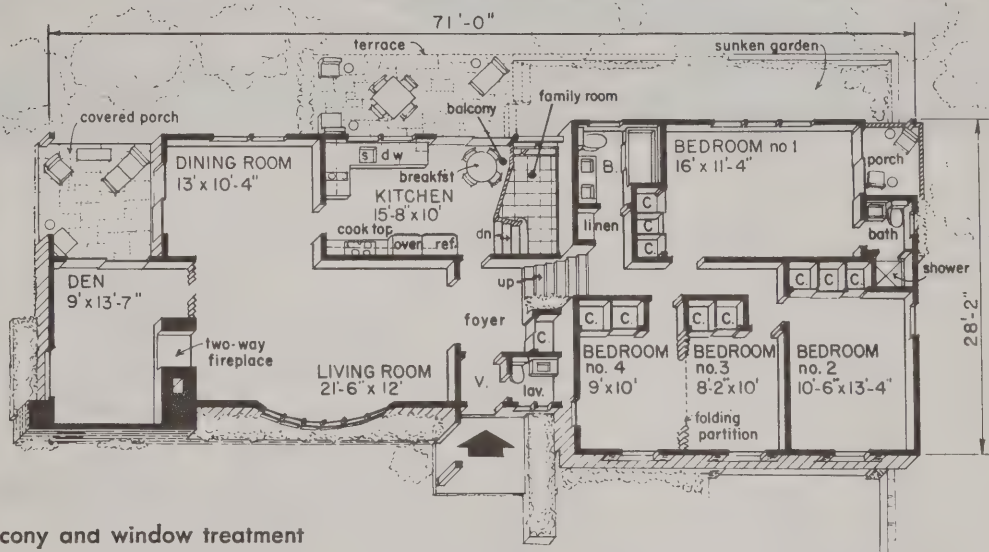 71'-0"
terrace
sunken garden
covered porch
balcony
family room
DINING ROOM
13' x 10'-4"
s dw
breakfst
KITCHEN
15'-8" x 10'
cook top
oven ref.
dn
B.
linen
BEDROOM no 1
16' x 11'-4"
C
C
C
porch
bath
shower
DEN
9' x 13'-7"
two-way
fireplace
up
foyer
LIVING ROOM
21'-6" x 12'
V.
C.
lav.
C. C.
BEDROOM
no. 4
9' x 10'
C. C.
BEDROOM
no. 3
8'-2" x 10'
folding
partition
C. C. C.
BEDROOM
no. 2
10'-6" x 13'-4"
28'-2"
cony and window treatment